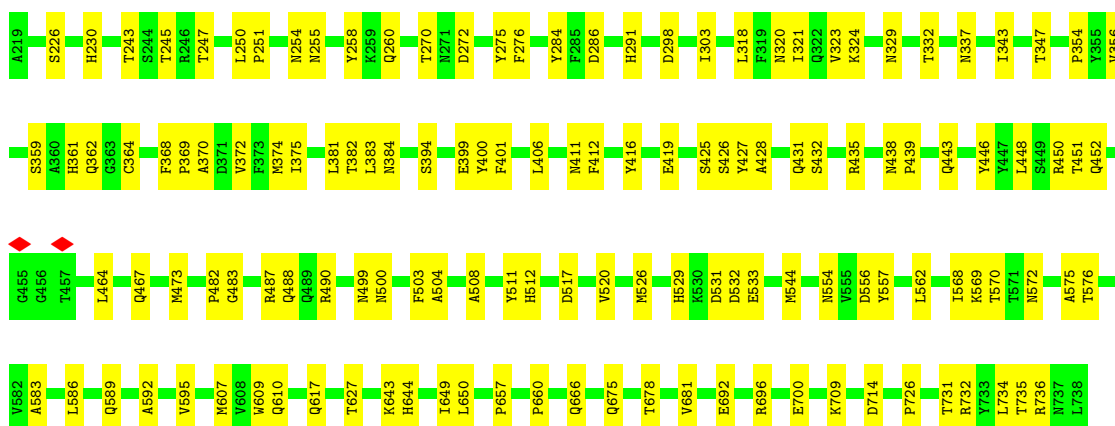 A219 S226 H230 T243 S244 T245 R246 T247 L250 P251 N254 N255 Y258 K259 Q260 T270 N271 D272 Y275 F276 Y284 F285 D286 H291 D298 I303 L318 F319 N320 I321 Q322 V323 K324 N329 T332 N337 I343 T347 P354 Y355 V356
S359 A360 H361 Q362 G363 C364 F368 P369 A370 D371 V372 F373 M374 I375 L381 T382 L383 N384 S394 E399 Y400 F401 L406 N411 F412 Y416 E419 S425 S426 Y427 A428 Q431 S432 R435 N438 P439 Q443 Y446 Y447 L448 S449 R450 T451 Q452
G455 G456 T457 L464 Q467 M473 P482 G483 R487 Q488 Q489 R490 N499 N500 F503 A504 A508 Y511 H512 D517 V520 M526 H529 K530 D531 D532 E533 M544 N554 V555 D556 Y557 L562 I568 K569 T570 T571 N572 A575 T576
V582 A583 L586 Q589 A592 V595 M607 V608 W609 Q610 Q617 T627 K643 H644 I649 L650 P657 P660 Q666 Q675 T678 V681 E692 R696 E700 K709 D714 P726 T731 R732 Y733 L734 T735 R736 N737 L738